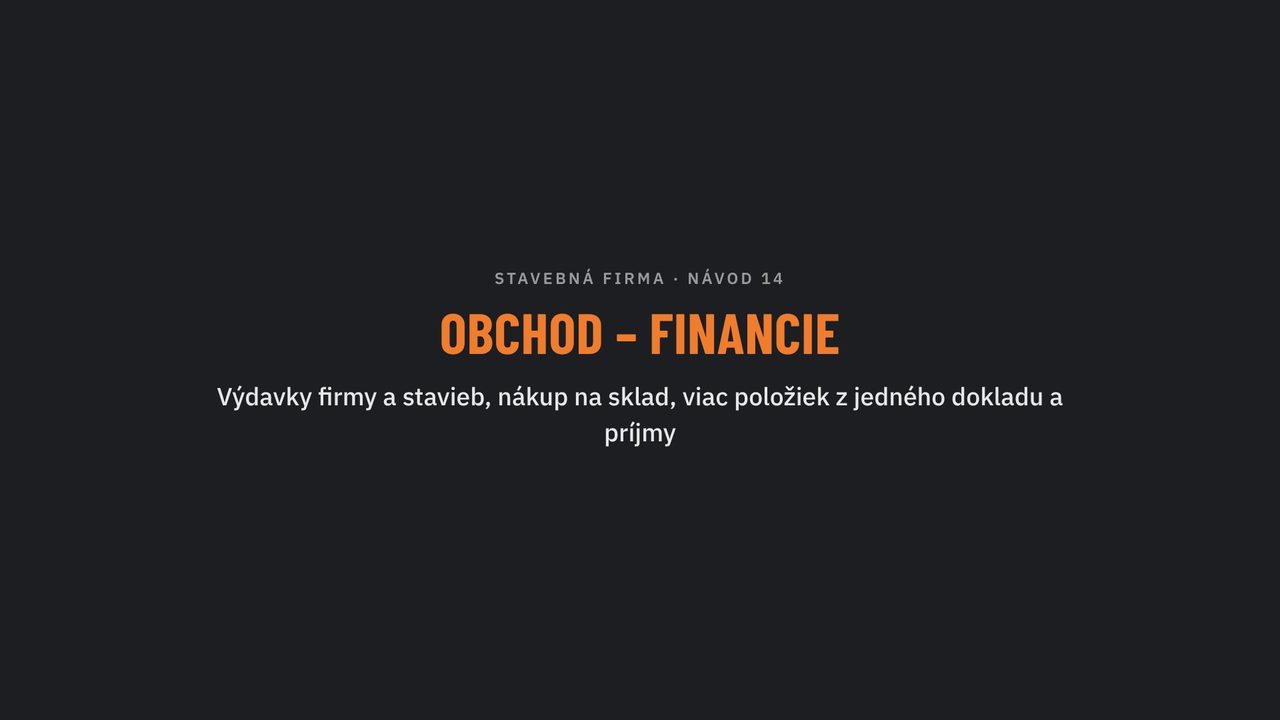 STAVEBNÁ FIRMA · NÁVOD 14
OBCHOD – FINANCIE
Výdavky firmy a stavieb, nákup na sklad, viac položiek z jedného dokladu a
príjmy